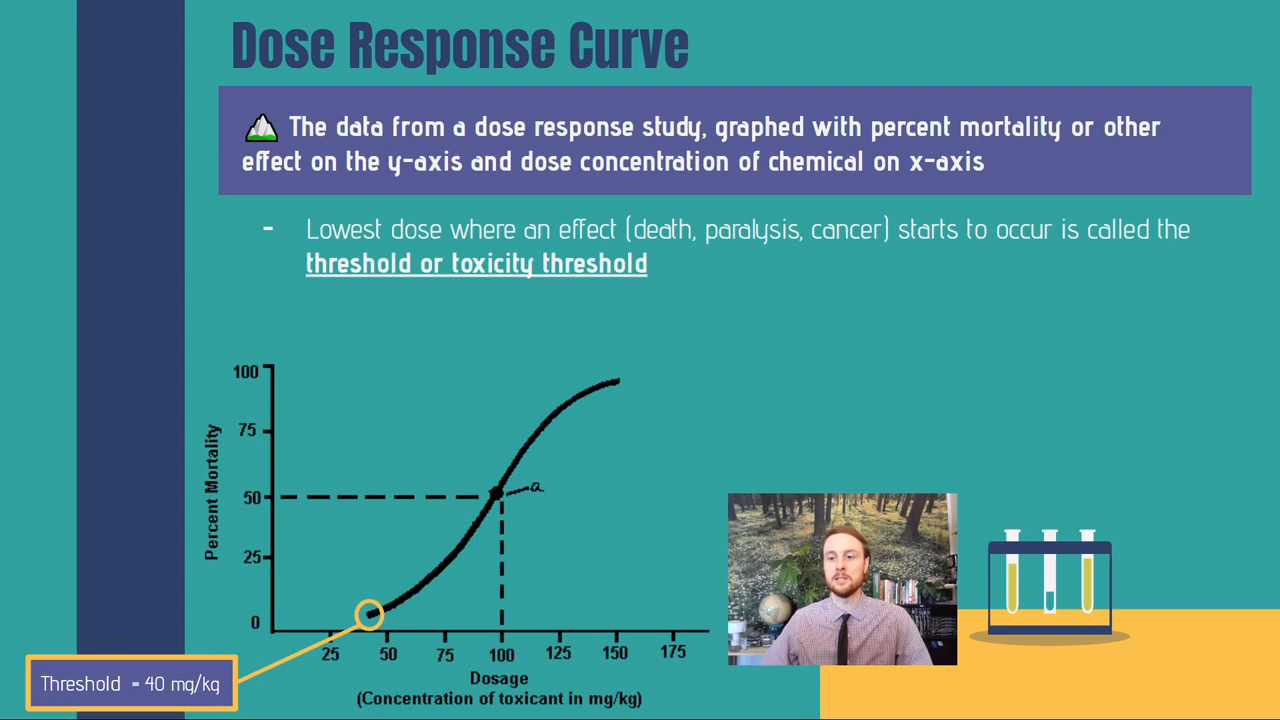 Dose Response Curve
The data from a dose response study, graphed with percent mortality or other
effect on the y-axis and dose concentration of chemical on x-axis
- Lowest dose where an effect (death, paralysis, cancer) starts to occur is called the
threshold or toxicity threshold
Percent Mortality
100
75
50
25
0
a
25 50 75 100 125 150 175
Dosage
(Concentration of toxicant in mg/kg)
Threshold = 40 mg/kg